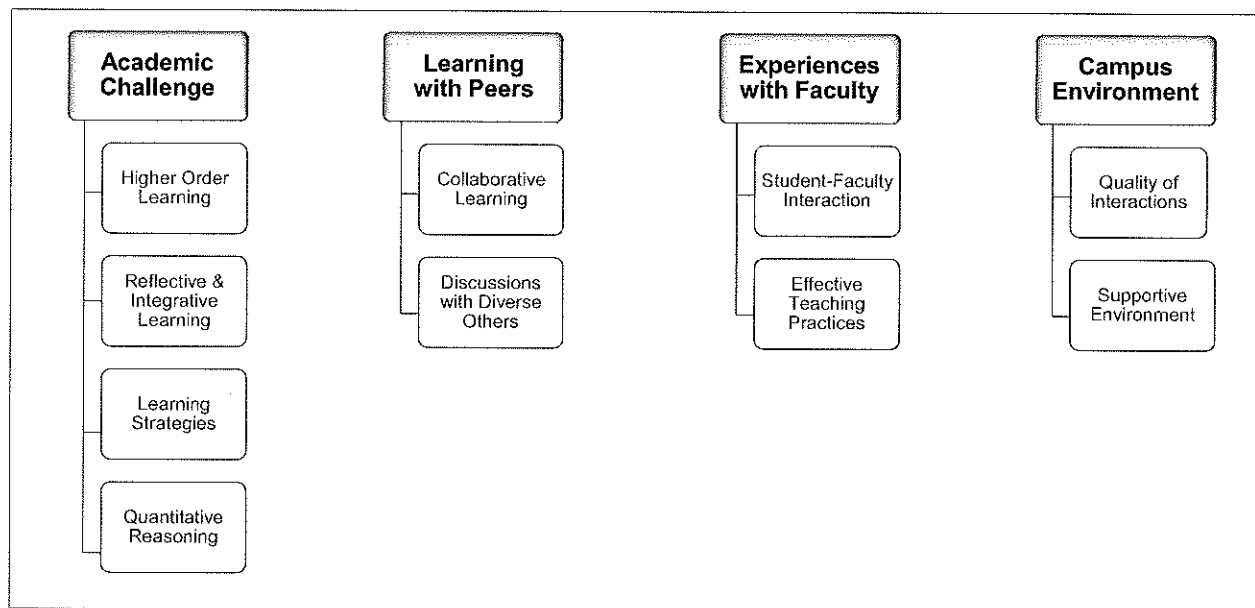 Academic
Challenge
Higher Order
Learning
Reflective &
Integrative
Learning
Learning
Strategies
Quantitative
Reasoning
Learning
with Peers
Collaborative
Learning
Discussions
with Diverse
Others
Experiences
with Faculty
Student-Faculty
Interaction
Effective
Teaching
Practices
Campus
Environment
Quality of
Interactions
Supportive
Environment